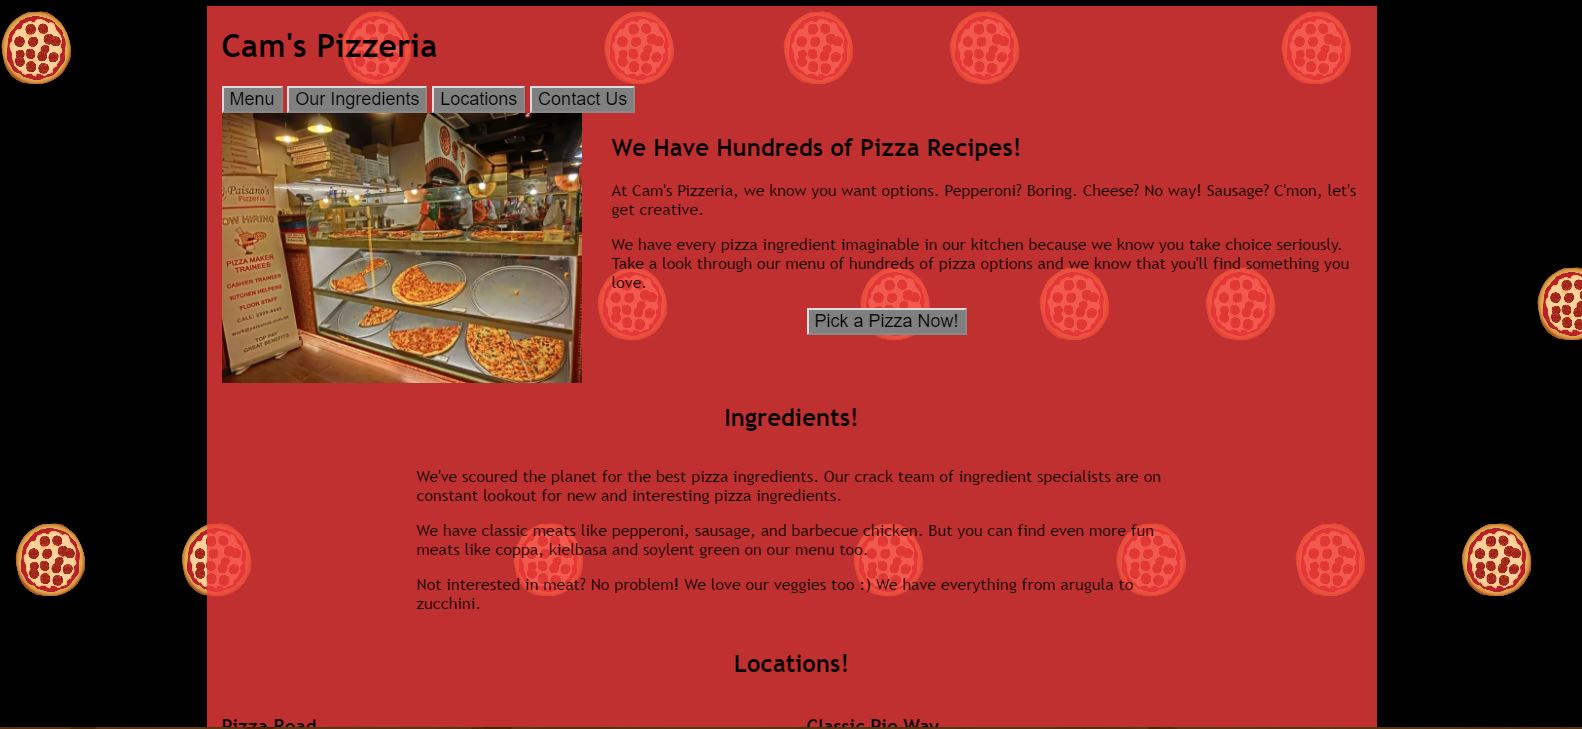 Cam's Pizzeria
Menu
Our Ingredients
Locations
Contact Us
Paisano's
Pizzeria
OW HIRING
PIZZA MAKER
TRAINEES
CASHIER TRAINEES
KITCHEN HELPERS
FLOOR STAFF
TOP PAY
GREAT BENEFITS
We Have Hundreds of Pizza Recipes!
At Cam's Pizzeria, we know you want options. Pepperoni? Boring. Cheese? No way! Sausage? C'mon, let's
get creative.
We have every pizza ingredient imaginable in our kitchen because we know you take choice seriously.
Take a look through our menu of hundreds of pizza options and we know that you'll find something you
love.
Pick a Pizza Now!
Ingredients!
We've scoured the planet for the best pizza ingredients. Our crack team of ingredient specialists are on
constant lookout for new and interesting pizza ingredients.
We have classic meats like pepperoni, sausage, and barbecue chicken. But you can find even more fun
meats like coppa, kielbasa and soylent green on our menu too.
Not interested in meat? No problem! We love our veggies too :) We have everything from arugula to
zucchini.
Locations!
Pizza Road
Classic Pie Way